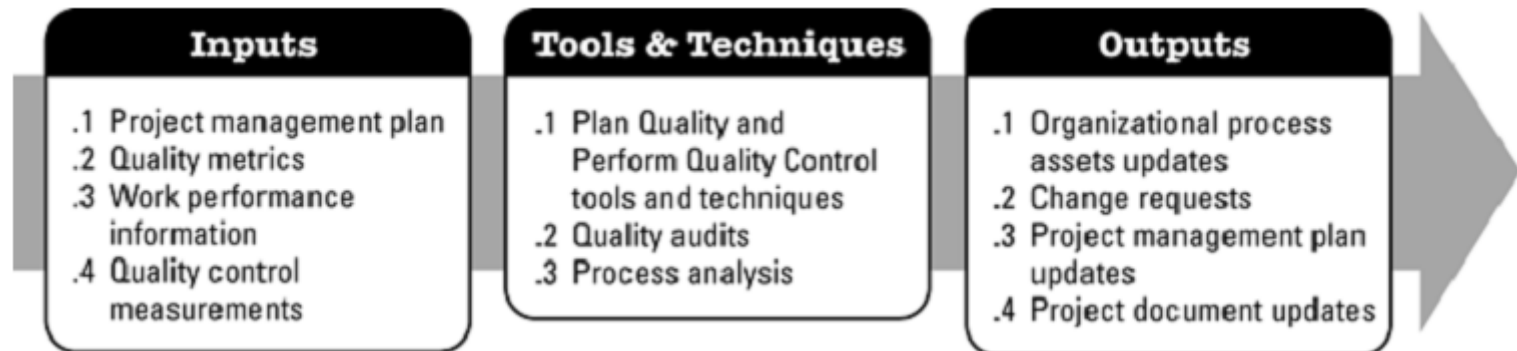 Inputs
.1 Project management plan
.2 Quality metrics
.3 Work performance
information
.4 Quality control
measurements
Tools & Techniques
.1 Plan Quality and
Perform Quality Control
tools and techniques
.2 Quality audits
.3 Process analysis
Outputs
.1 Organizational process
assets updates
.2 Change requests
.3 Project management plan
updates
.4 Project document updates